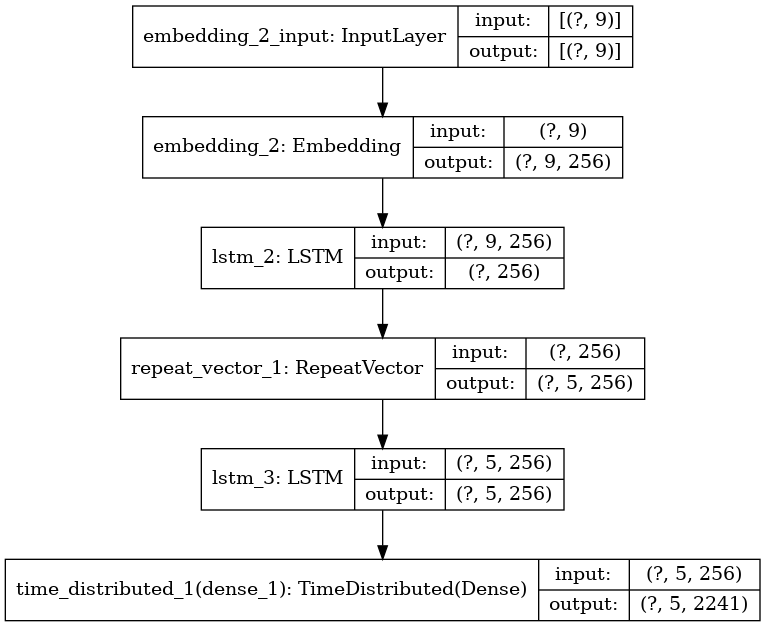 embedding_2_input: InputLayer input: [(?, 9)]
output: [(?, 9)]
embedding_2: Embedding input: (?, 9)
output: (?, 9, 256)
lstm_2: LSTM input: (?, 9, 256)
output: (?, 256)
repeat_vector_1: RepeatVector input: (?, 256)
output: (?, 5, 256)
lstm_3: LSTM input: (?, 5, 256)
output: (?, 5, 256)
time_distributed_1(dense_1): TimeDistributed(Dense) input: (?, 5, 256)
output: (?, 5, 2241)